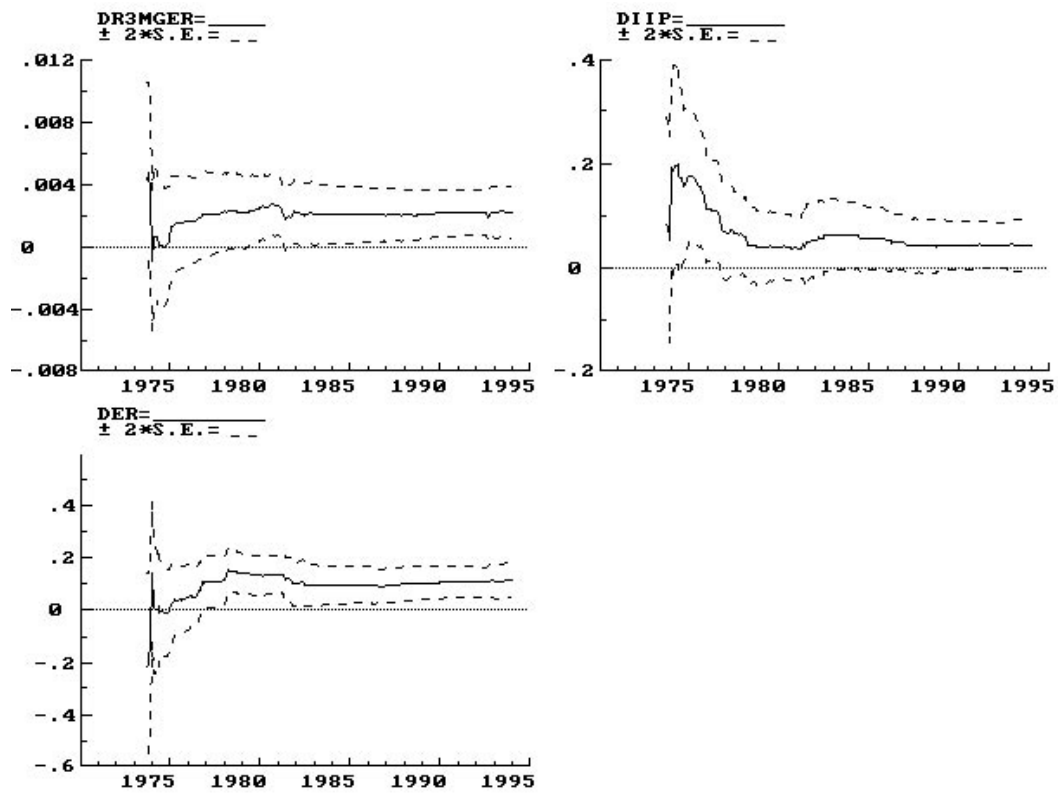 DR3MGER=
± 2*S.E.=
.012
.008
.004
0
-.004
-.008
1975 1980 1985 1990 1995
DIIP=
± 2*S.E.=
.4
.2
0
-.2
1975 1980 1985 1990 1995
DER=
± 2*S.E.=
.4
.2
0
-.2
-.4
-.6
1975 1980 1985 1990 1995